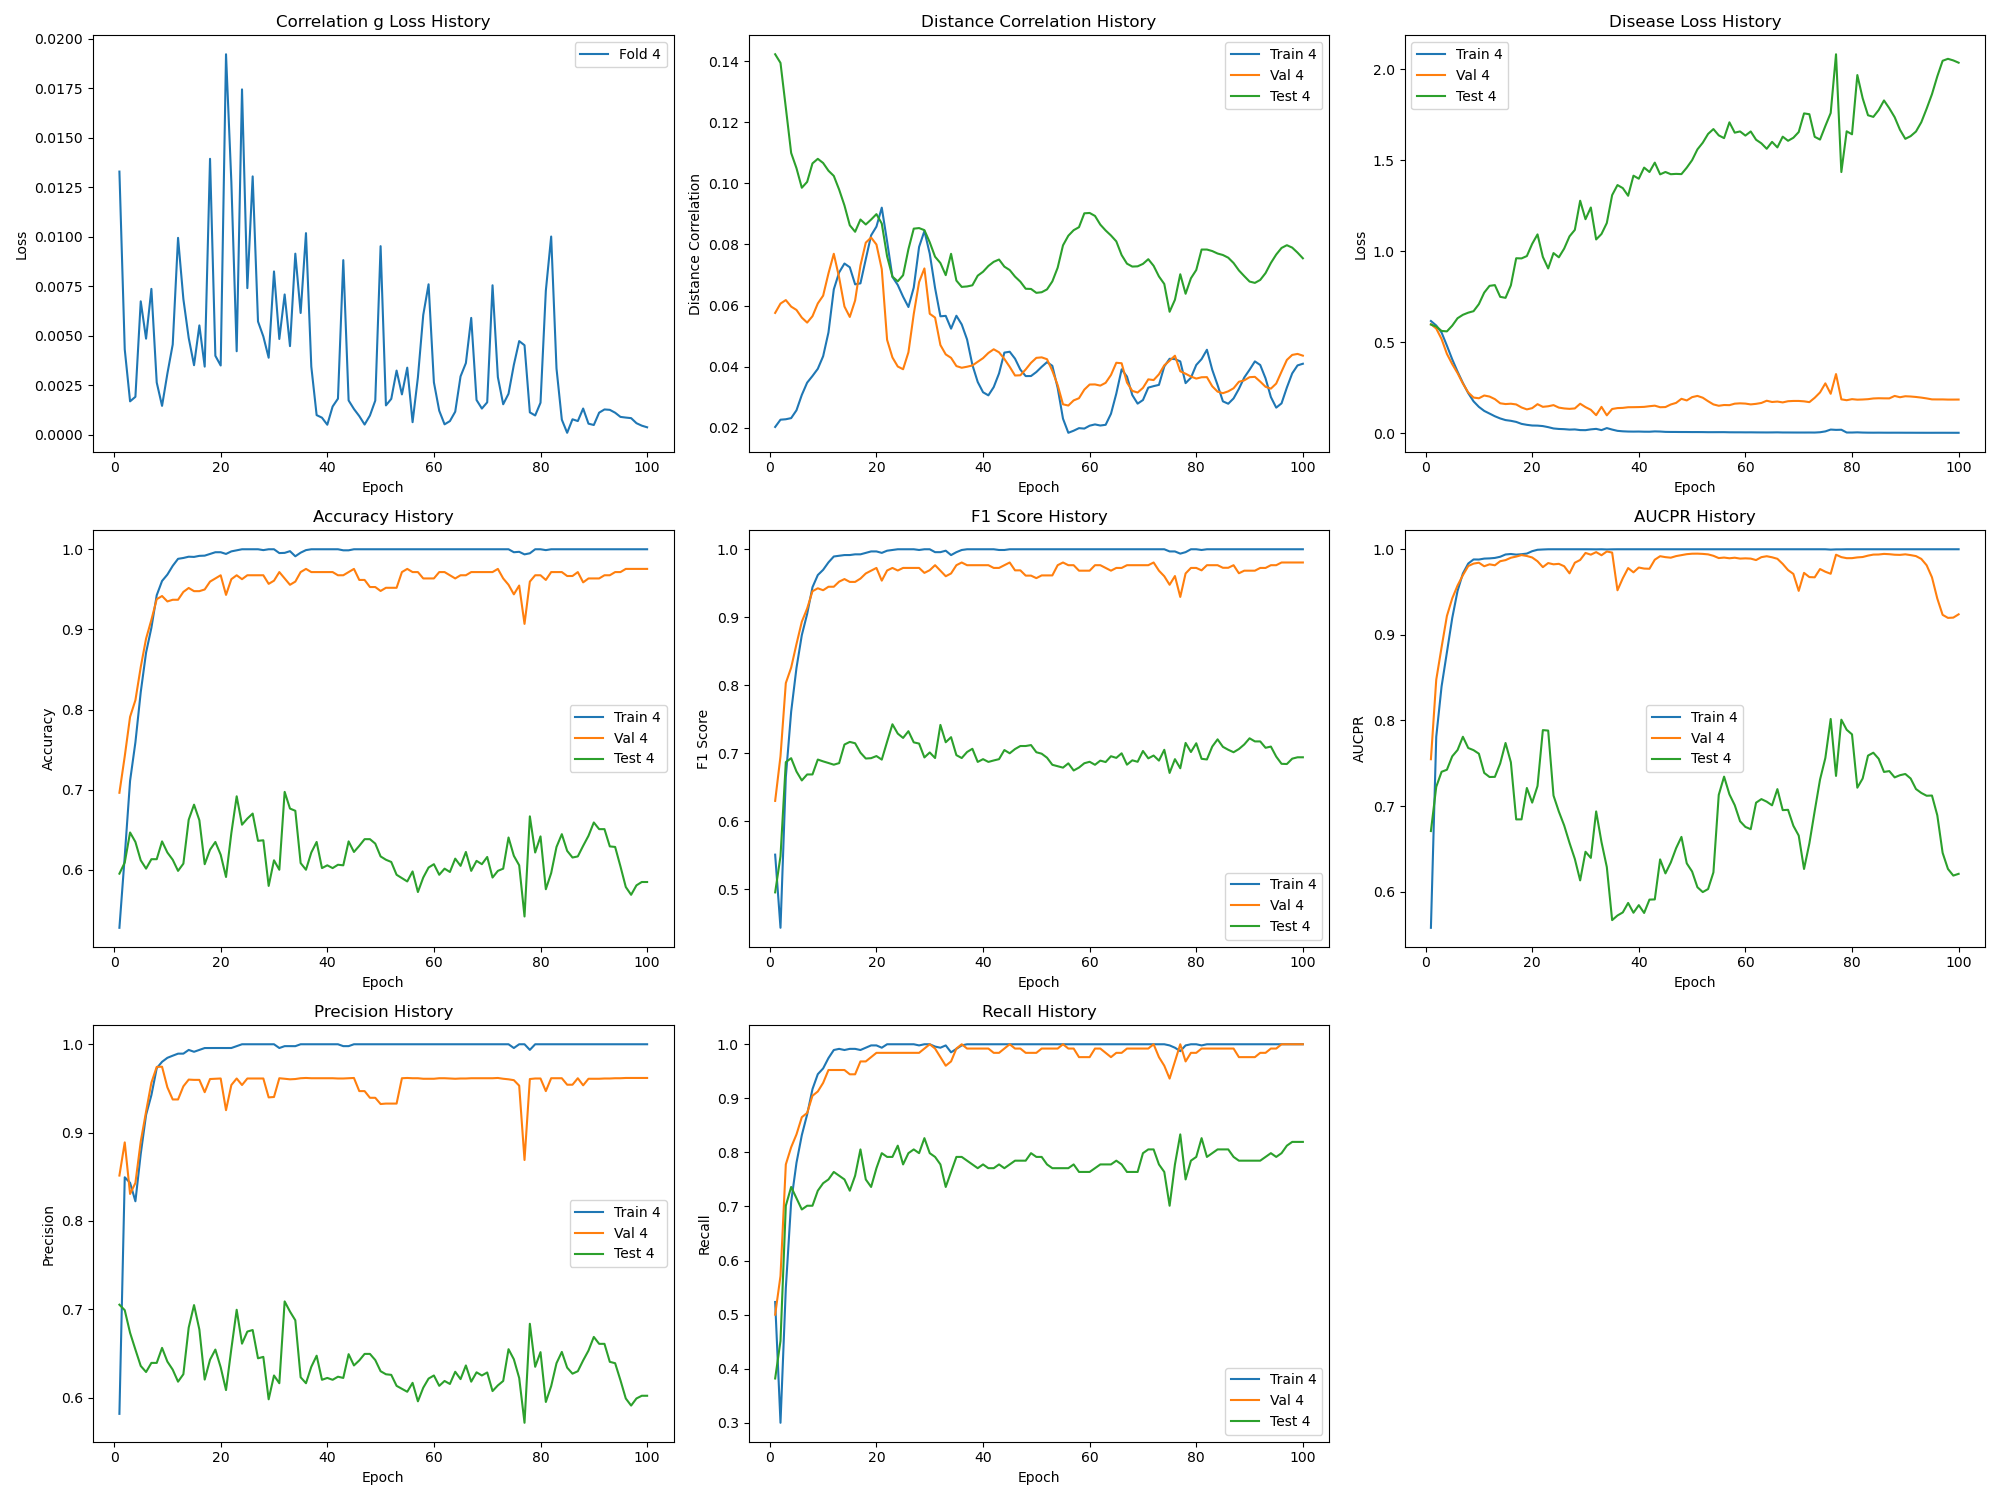 Correlation g Loss History
Loss
0.0200
0.0175
0.0150
0.0125
0.0100
0.0075
0.0050
0.0025
0.0000
0 20 40 60 80 100
Epoch
Fold 4
Distance Correlation History
Distance Correlation
0.14
0.12
0.10
0.08
0.06
0.04
0.02
0 20 40 60 80 100
Epoch
Train 4
Val 4
Test 4
Disease Loss History
Loss
2.0
1.5
1.0
0.5
0.0
0 20 40 60 80 100
Epoch
Train 4
Val 4
Test 4
Accuracy History
Accuracy
1.0
0.9
0.8
0.7
0.6
0 20 40 60 80 100
Epoch
Train 4
Val 4
Test 4
F1 Score History
F1 Score
1.0
0.9
0.8
0.7
0.6
0.5
0 20 40 60 80 100
Epoch
Train 4
Val 4
Test 4
AUCPR History
AUCPR
1.0
0.9
0.8
0.7
0.6
0 20 40 60 80 100
Epoch
Train 4
Val 4
Test 4
Precision History
Precision
1.0
0.9
0.8
0.7
0.6
0 20 40 60 80 100
Epoch
Train 4
Val 4
Test 4
Recall History
Recall
1.0
0.9
0.8
0.7
0.6
0.5
0.4
0.3
0 20 40 60 80 100
Epoch
Train 4
Val 4
Test 4